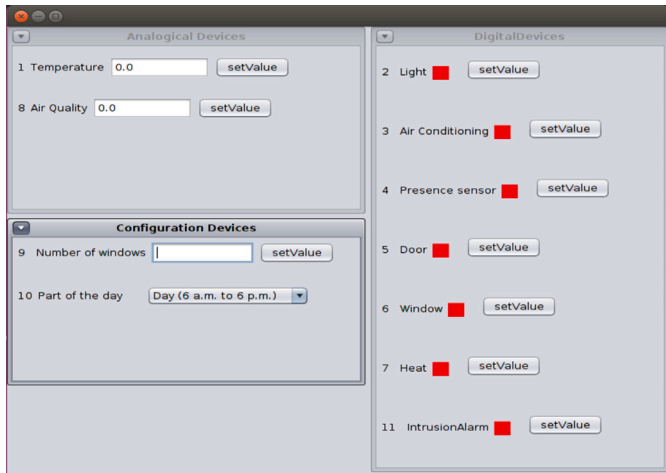 Analogical Devices
1 Temperature 0.0 setValue
8 Air Quality 0.0 setValue
Configuration Devices
9 Number of windows setValue
10 Part of the day Day (6 a.m. to 6 p.m.)
DigitalDevices
2 Light setValue
3 Air Conditioning setValue
4 Presence sensor setValue
5 Door setValue
6 Window setValue
7 Heat setValue
11 IntrusionAlarm setValue